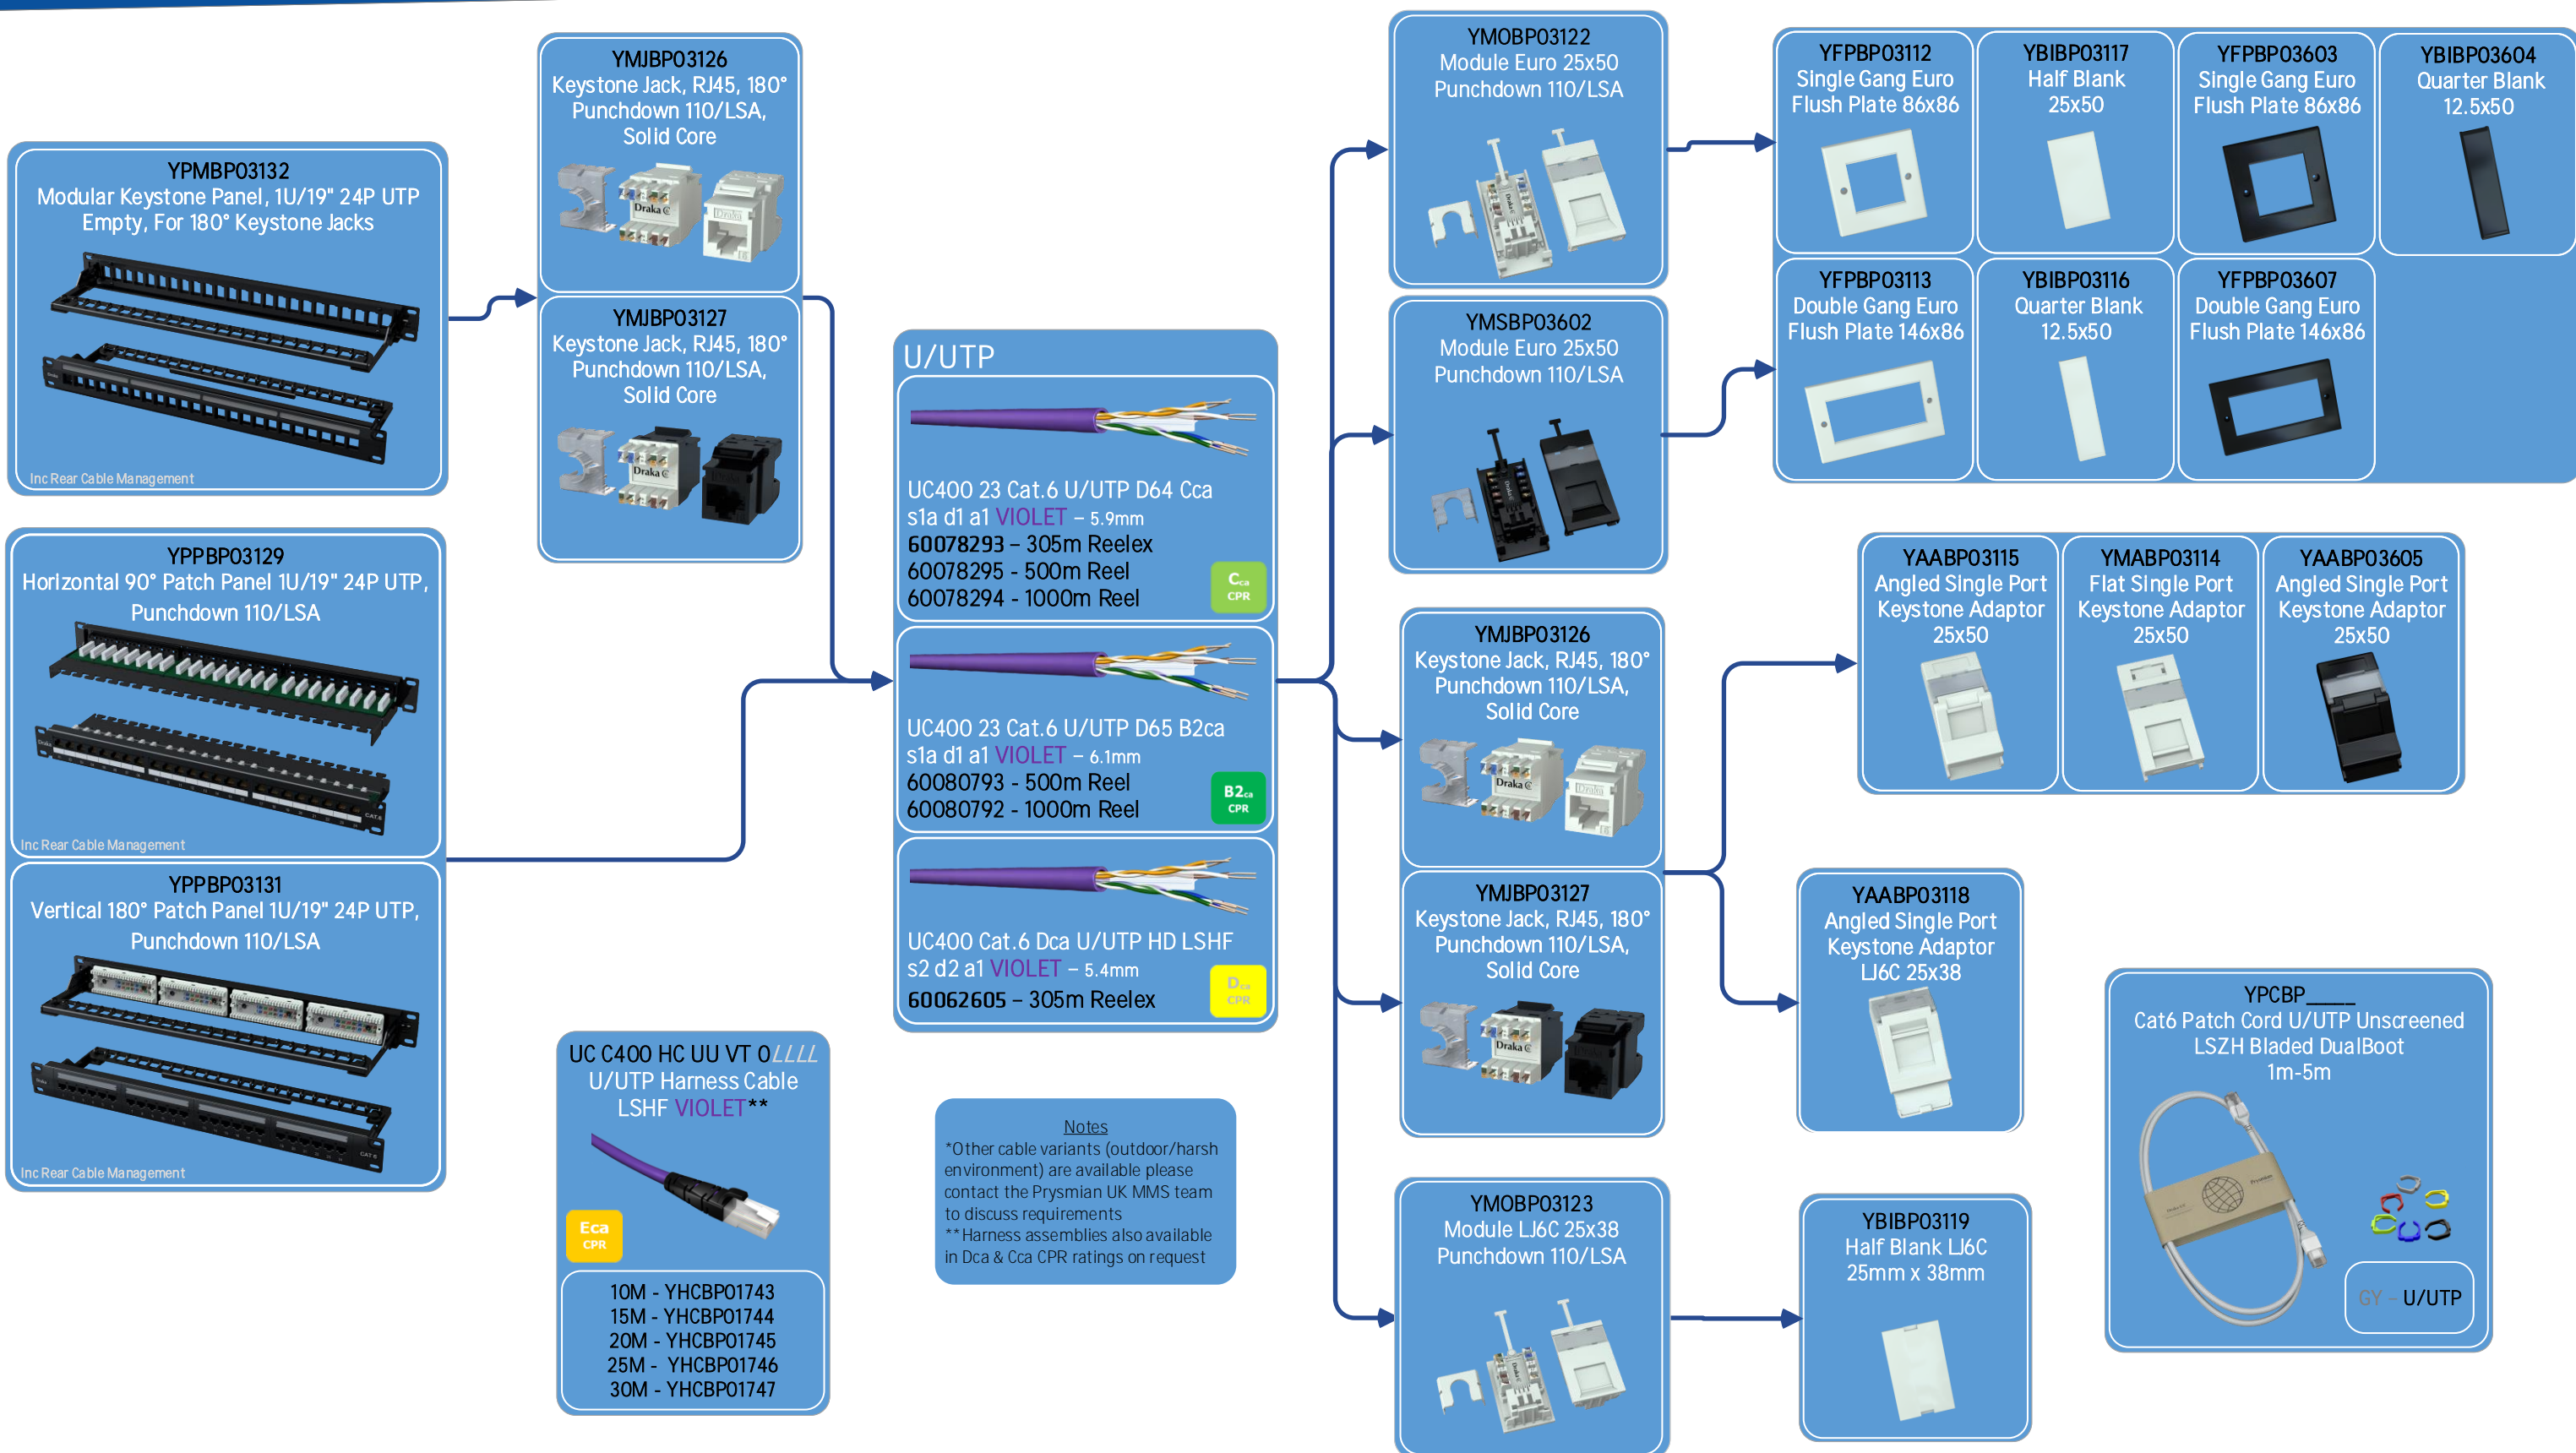 YPMBP03132
Modular Keystone Panel, 1U/19" 24P UTP
Empty, For 180° Keystone Jacks
Inc Rear Cable Management
YPPBP03129
Horizontal 90° Patch Panel 1U/19" 24P UTP,
Punchdown 110/LSA
Inc Rear Cable Management
YPPBP03131
Vertical 180° Patch Panel 1U/19" 24P UTP,
Punchdown 110/LSA
Inc Rear Cable Management
YMJBP03126
Keystone Jack, RJ45, 180°
Punchdown 110/LSA,
Solid Core
Draka
YMJBP03127
Keystone Jack, RJ45, 180°
Punchdown 110/LSA,
Solid Core
Draka
UC C400 HC UU VT 0LLLL
U/UTP Harness Cable
LSHF VIOLET**
Eca
CPR
10M - YHCBP01743
15M - YHCBP01744
20M - YHCBP01745
25M - YHCBP01746
30M - YHCBP01747
U/UTP
UC400 23 Cat.6 U/UTP D64 Cca
s1a d1 a1 VIOLET – 5.9mm
60078293 – 305m Reelex
60078295 - 500m Reel
60078294 - 1000m Reel
Cca
CPR
UC400 23 Cat.6 U/UTP D65 B2ca
s1a d1 a1 VIOLET – 6.1mm
60080793 - 500m Reel
60080792 - 1000m Reel
B2ca
CPR
UC400 Cat.6 Dca U/UTP HD LSHF
s2 d2 a1 VIOLET – 5.4mm
60062605 – 305m Reelex
Dca
CPR
Notes
*Other cable variants (outdoor/harsh
environment) are available please
contact the Prysmian UK MMS team
to discuss requirements
**Harness assemblies also available
in Dca & Cca CPR ratings on request
YMOBP03122
Module Euro 25x50
Punchdown 110/LSA
YMSBP03602
Module Euro 25x50
Punchdown 110/LSA
YMJBP03126
Keystone Jack, RJ45, 180°
Punchdown 110/LSA,
Solid Core
Draka
YMJBP03127
Keystone Jack, RJ45, 180°
Punchdown 110/LSA,
Solid Core
Draka
YMOBP03123
Module LJ6C 25x38
Punchdown 110/LSA
YFPBP03112
Single Gang Euro
Flush Plate 86x86
YBIBP03117
Half Blank
25x50
YFPBP03603
Single Gang Euro
Flush Plate 86x86
YBIBP03604
Quarter Blank
12.5x50
YFPBP03113
Double Gang Euro
Flush Plate 146x86
YBIBP03116
Quarter Blank
12.5x50
YFPBP03607
Double Gang Euro
Flush Plate 146x86
YAABP03115
Angled Single Port
Keystone Adaptor
25x50
YMABP03114
Flat Single Port
Keystone Adaptor
25x50
YAABP03605
Angled Single Port
Keystone Adaptor
25x50
YAABP03118
Angled Single Port
Keystone Adaptor
LJ6C 25x38
YBIBP03119
Half Blank LJ6C
25mm x 38mm
YPCBP____
Cat6 Patch Cord U/UTP Unscreened
LSZH Bladed DualBoot
1m-5m
GY – U/UTP